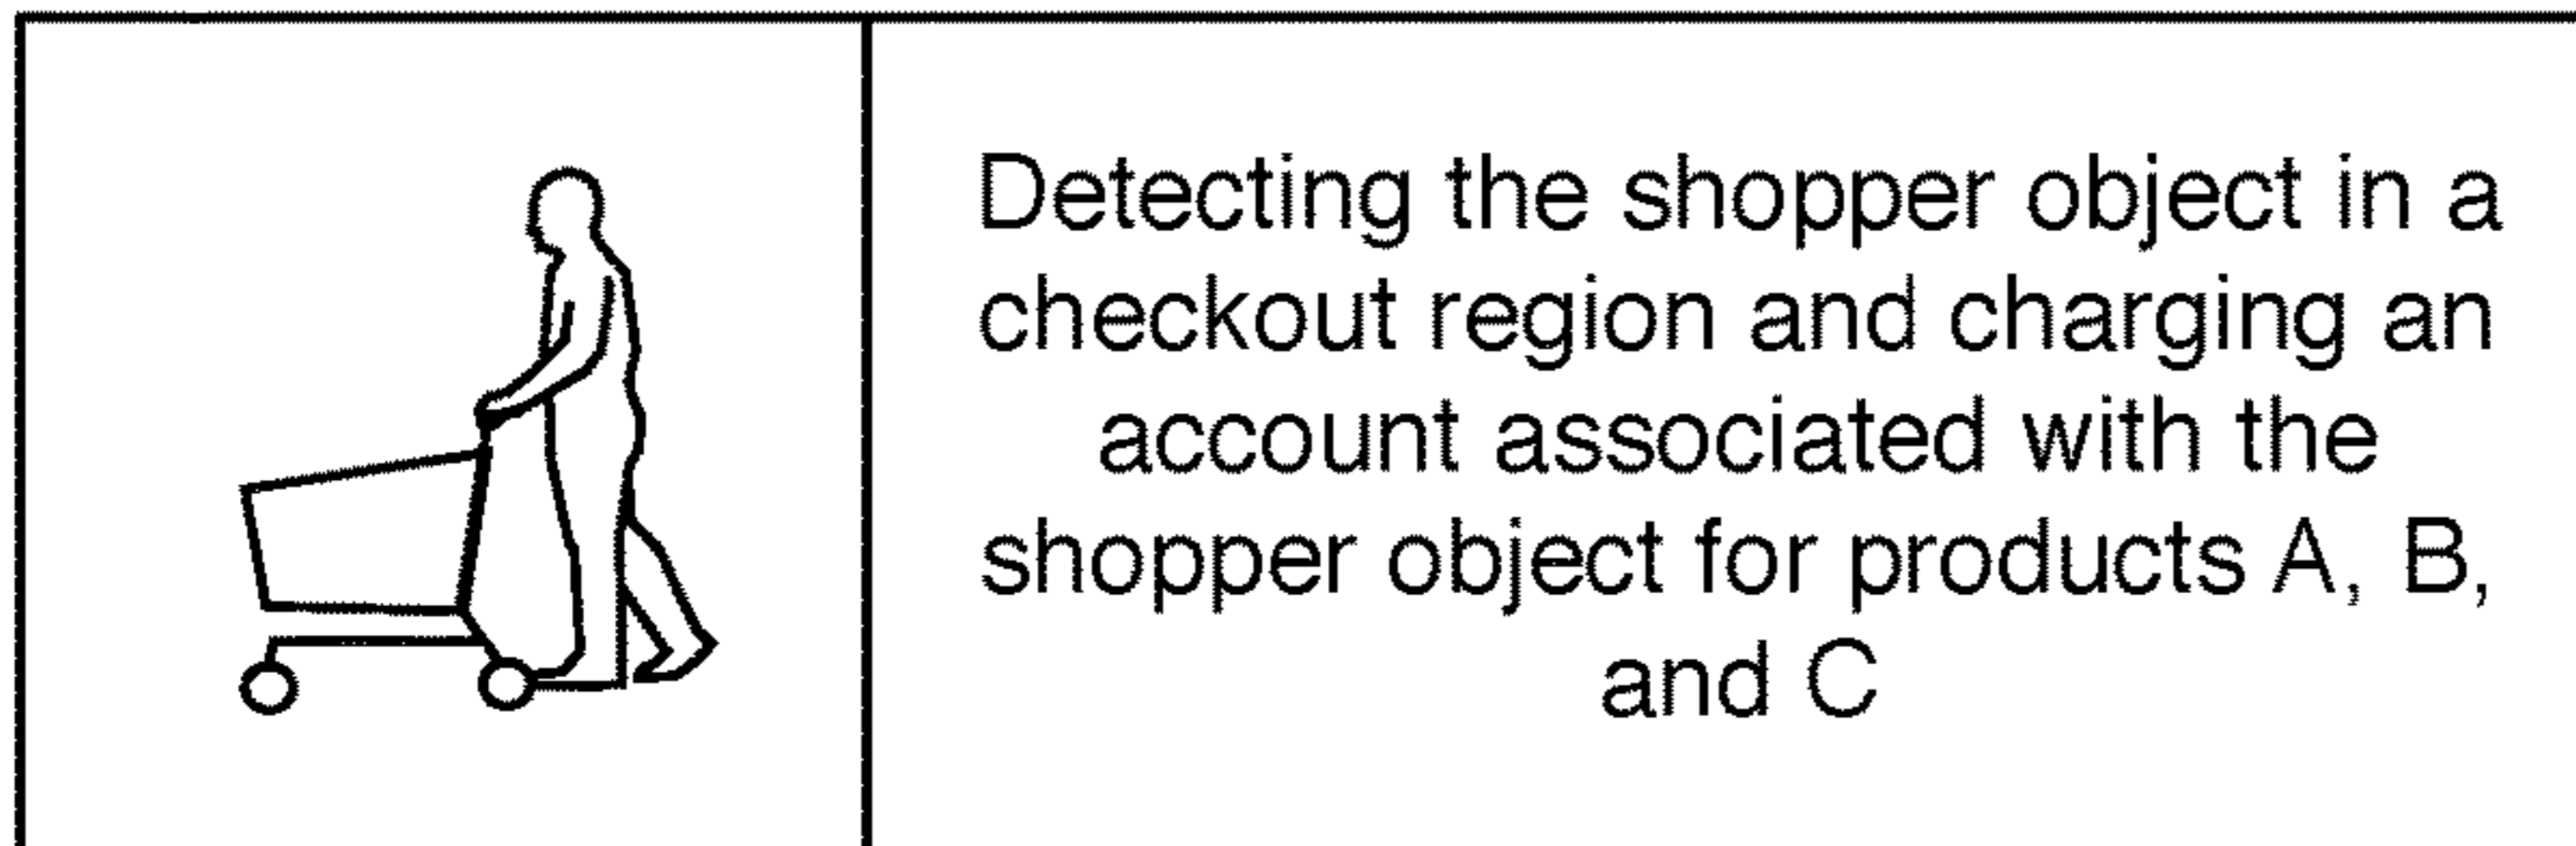 Detecting the shopper object in a
checkout region and charging an
account associated with the
shopper object for products A, B,
and C